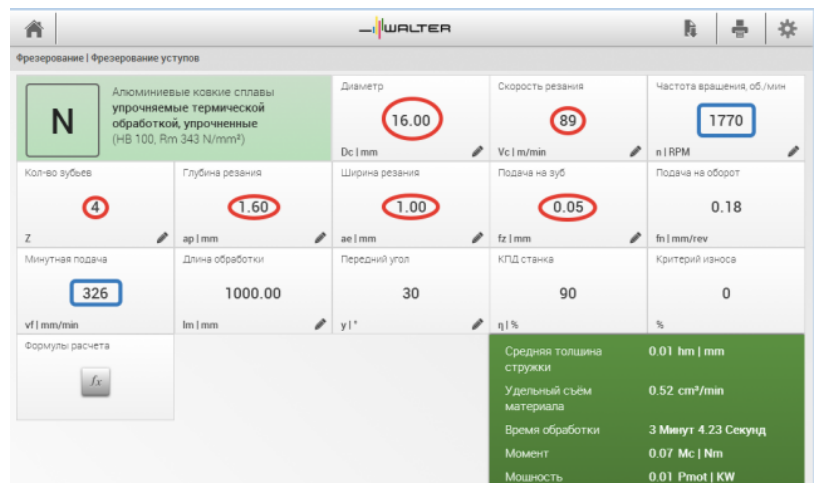 WALTER
Фрезерование | Фрезерование уступов
N
Алюминиевые ковкие сплавы
упрочняемые термической
обработкой, упрочненные
(HB 100, Rm 343 N/mm²)
Диаметр
16.00
Dc | mm
Скорость резания
89
Vc | m/min
Частота вращения, об./мин
1770
n | RPM
Кол-во зубьев
4
Z
Глубина резания
1.60
ap | mm
Ширина резания
1.00
ae | mm
Подача на зуб
0.05
fz | mm
Подача на оборот
0.18
fn | mm/rev
Минутная подача
326
vf | mm/min
Длина обработки
1000.00
lm | mm
Передний угол
30
γ | °
КПД станка
90
η | %
Критерий износа
0
%
Формулы расчета
fx
Средняя толщина
стружки
0.01 hm | mm
Удельный съём
материала
0.52 cm³/min
Время обработки
3 Минут 4.23 Секунд
Момент
0.07 Mc | Nm
Мощность
0.01 Pmot | KW